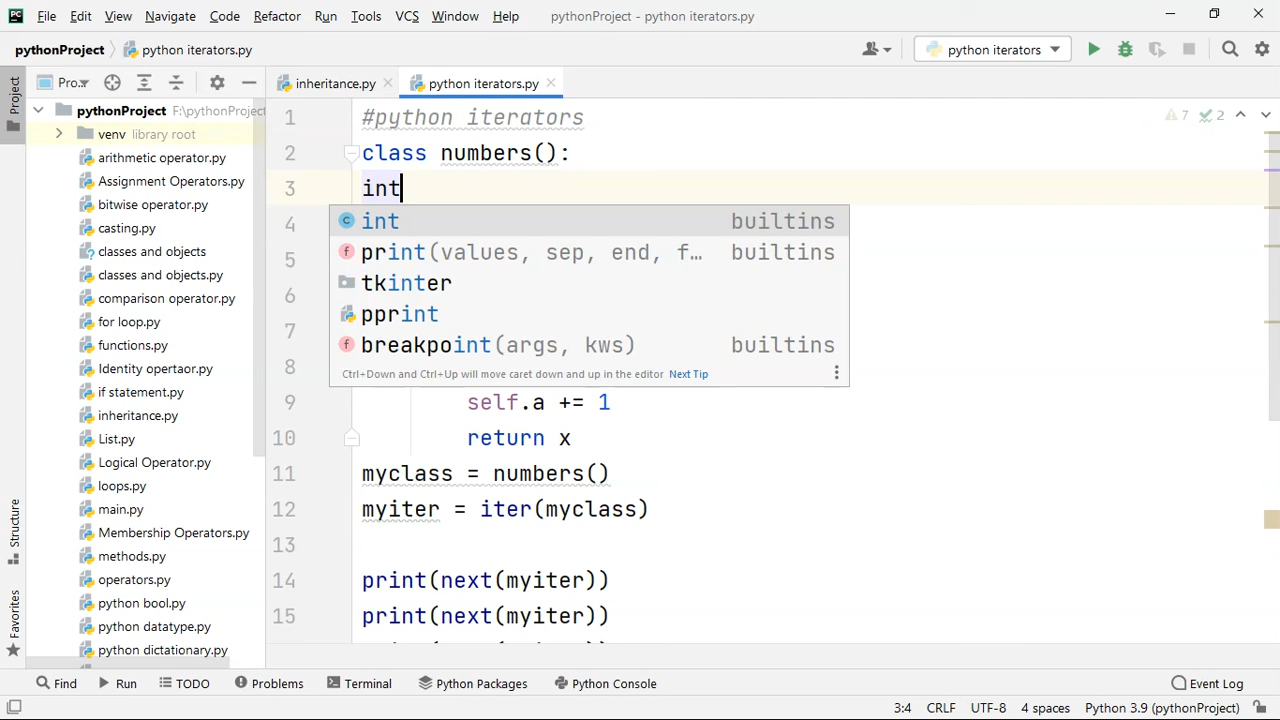 File Edit View Navigate Code Refactor Run Tools VCS Window Help pythonProject - python iterators.py
pythonProject python iterators.py python iterators
Project
Pro...
inheritance.py python iterators.py
pythonProject F:\pythonProject
venv library root
arithmetic operator.py
Assignment Operators.py
bitwise operator.py
casting.py
classes and objects
classes and objects.py
comparison operator.py
for loop.py
functions.py
Identity opertaor.py
if statement.py
inheritance.py
List.py
Logical Operator.py
loops.py
main.py
Membership Operators.py
methods.py
operators.py
python bool.py
python datatype.py
python dictationary.py
Structure
Favorites
7 2
1 #python iterators
2 class numbers():
3 int
4
5
6
7
8
9 self.a += 1
10 return x
11 myclass = numbers()
12 myiter = iter(myclass)
13
14 print(next(myiter))
15 print(next(myiter))
int builtins
print(values, sep, end, f… builtins
tkinter
pprint
breakpoint(args, kws) builtins
Ctrl+Down and Ctrl+Up will move caret down and up in the editor Next Tip
Find Run TODO Problems Terminal Python Packages Python Console Event Log
3:4 CRLF UTF-8 4 spaces Python 3.9 (pythonProject)